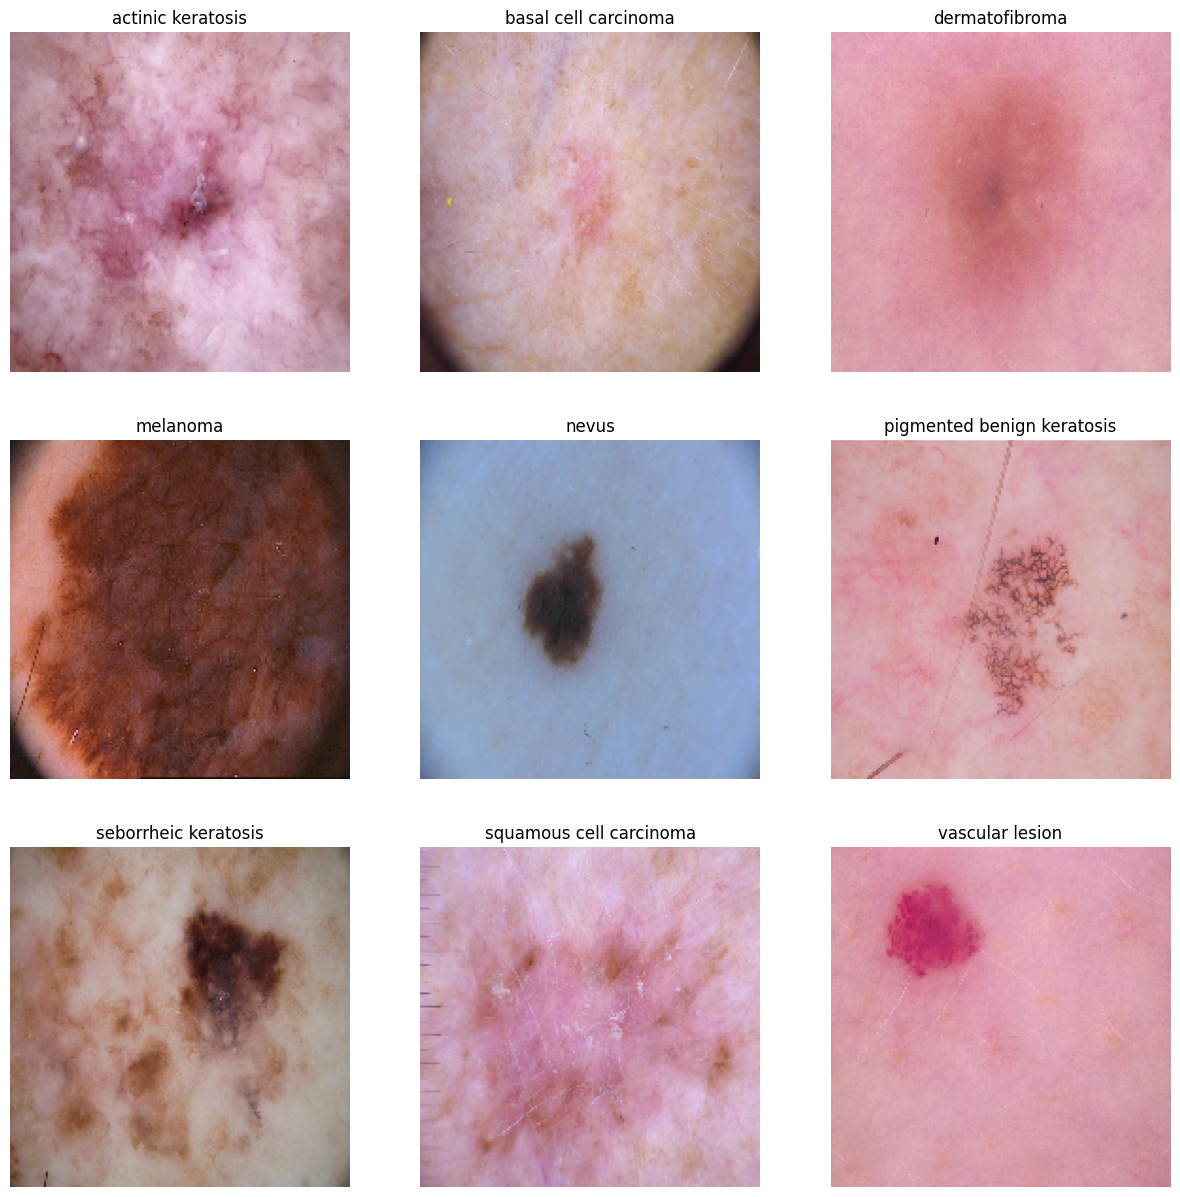 actinic keratosis
basal cell carcinoma
dermatofibroma
melanoma
nevus
pigmented benign keratosis
seborrheic keratosis
squamous cell carcinoma
vascular lesion